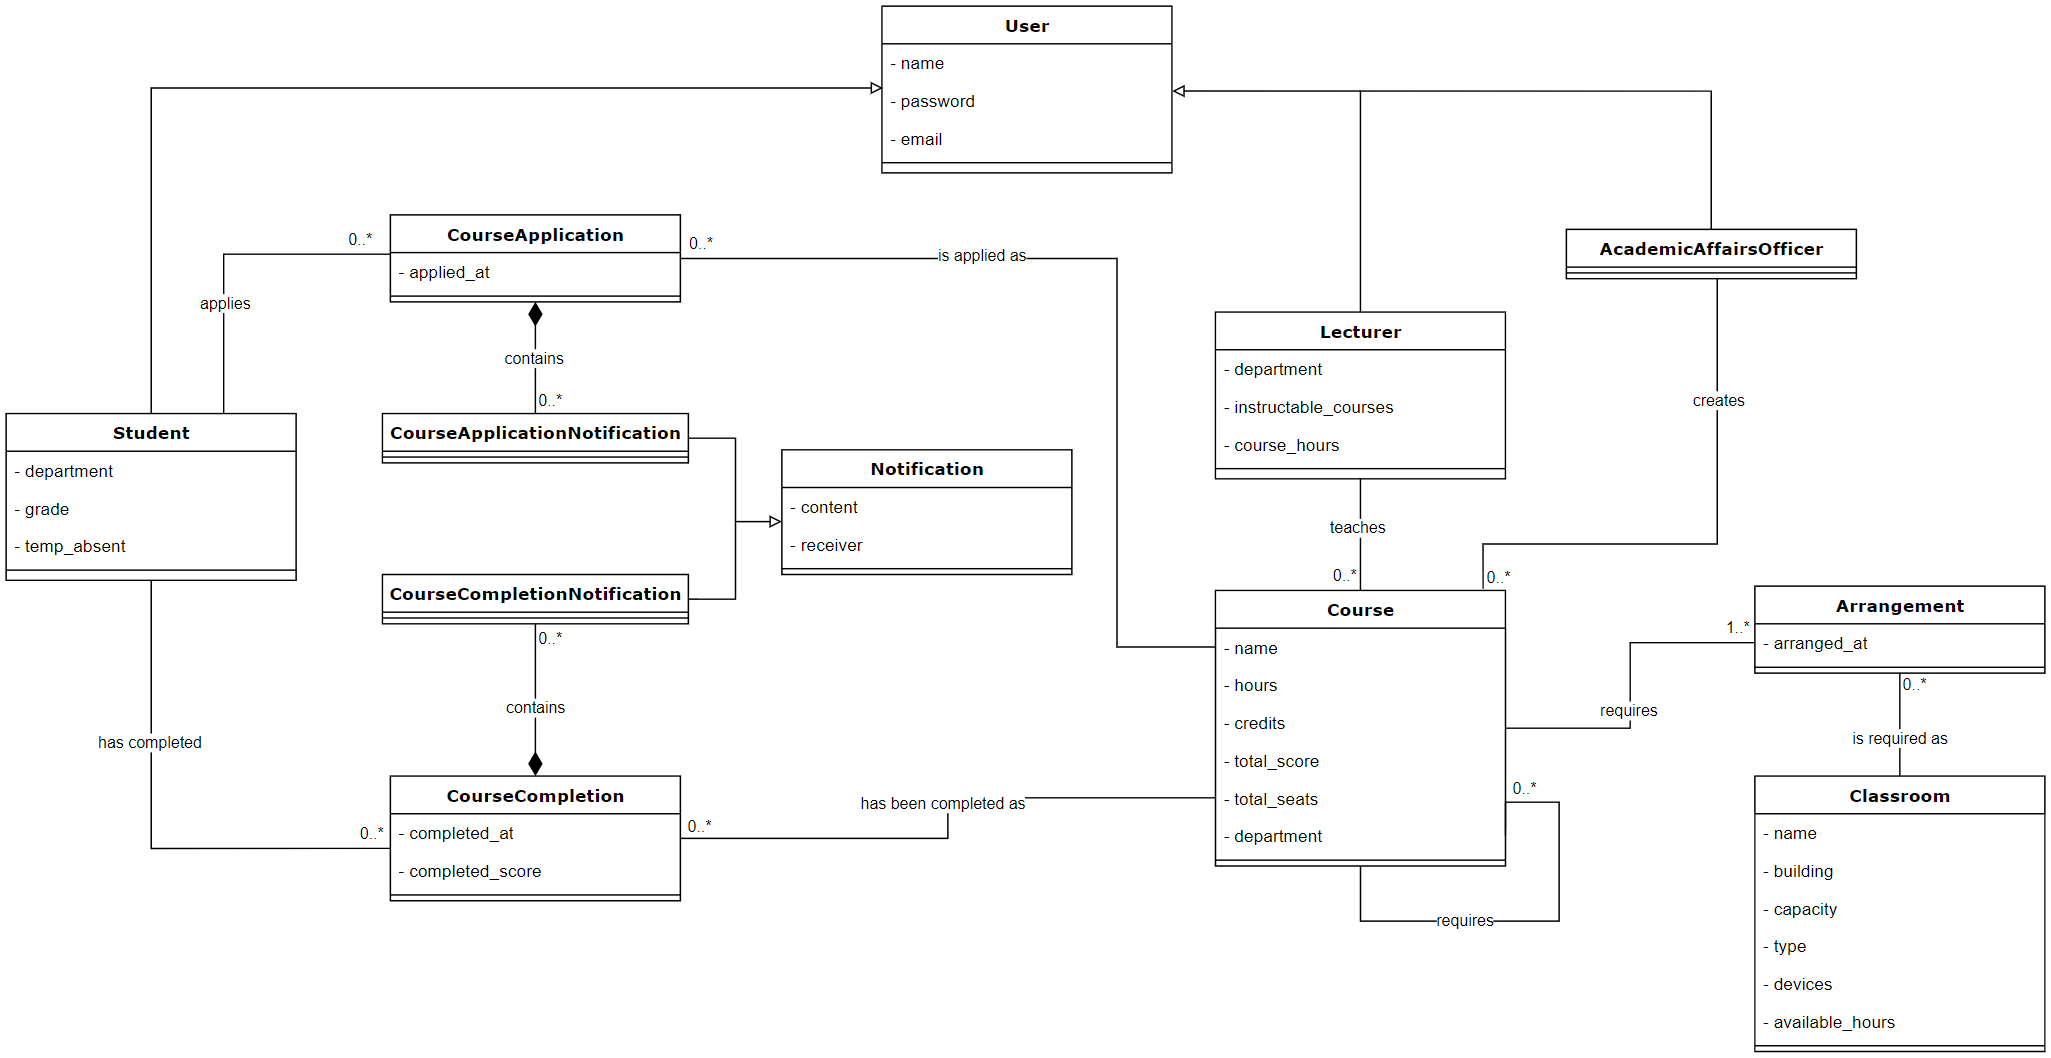 User
- name
- password
- email
0..*
CourseApplication
- applied_at
0..*
is applied as
applies
contains
0..*
AcademicAffairsOfficer
Lecturer
- department
- instructable_courses
- course_hours
creates
Student
- department
- grade
- temp_absent
CourseApplicationNotification
Notification
- content
- receiver
CourseCompletionNotification
0..*
teaches
0..*
0..*
Course
- name
- hours
- credits
- total_score
- total_seats
- department
1..*
Arrangement
- arranged_at
0..*
requires
is required as
contains
has completed
0..*
CourseCompletion
- completed_at
- completed_score
0..*
has been completed as
0..*
requires
Classroom
- name
- building
- capacity
- type
- devices
- available_hours